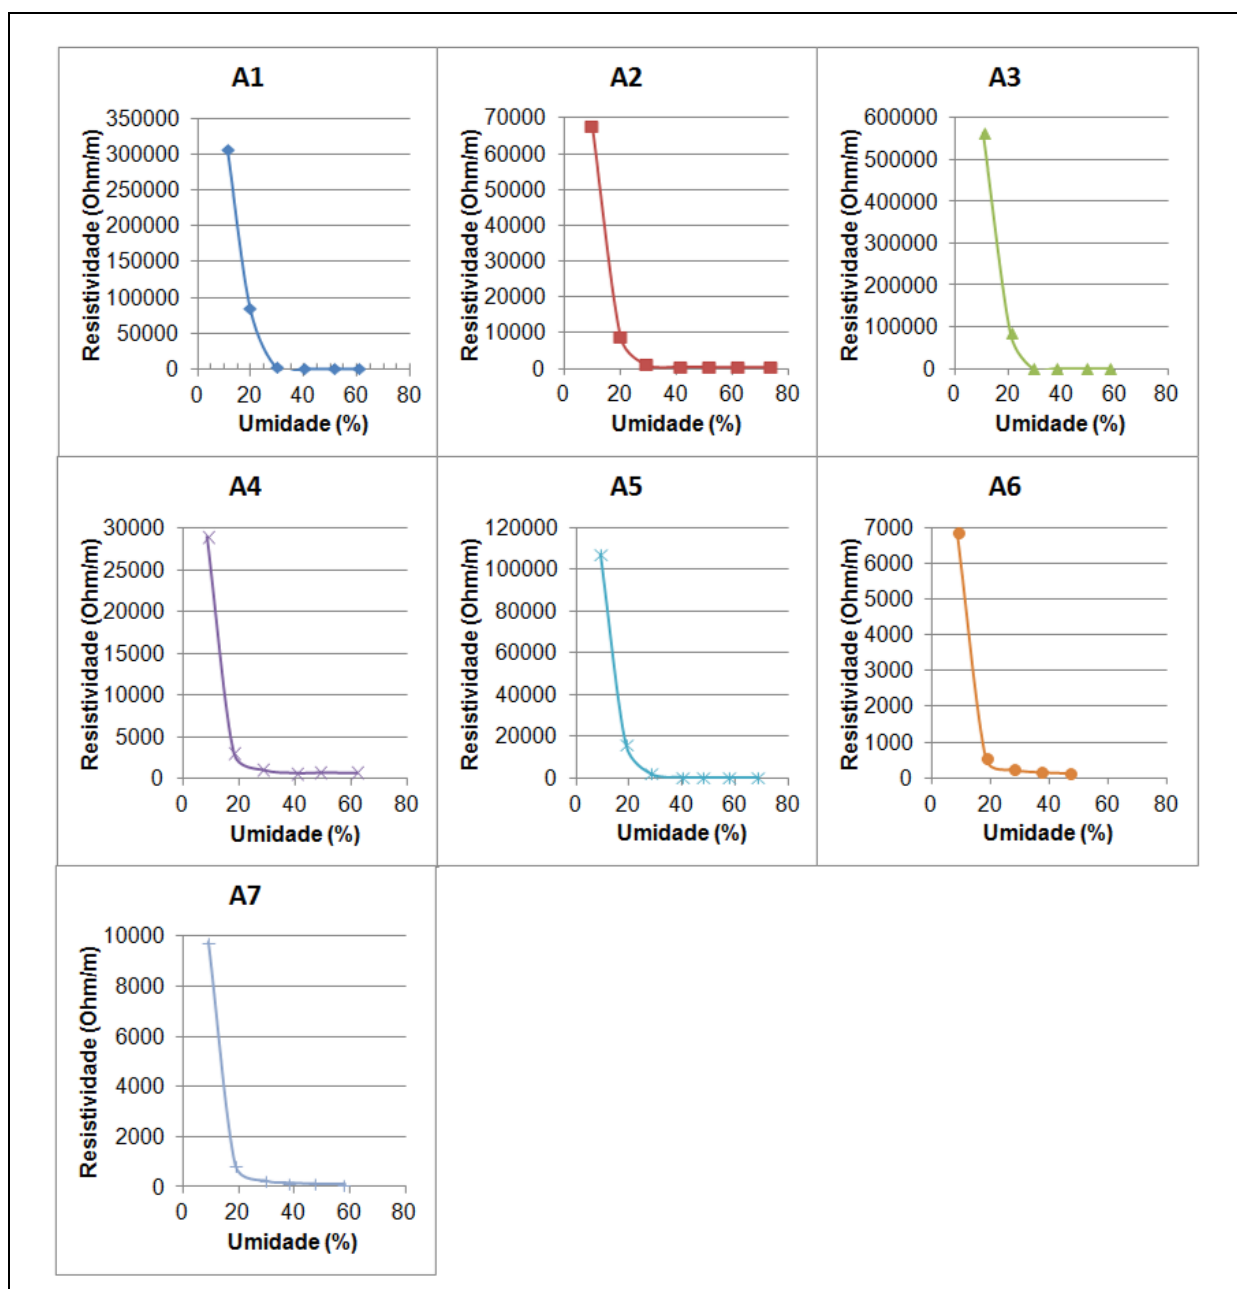 A1
Resistividade (Ohm/m)
350000
300000
250000
200000
150000
100000
50000
0
0 20 40 60 80
Umidade (%)
A2
Resistividade (Ohm/m)
70000
60000
50000
40000
30000
20000
10000
0
0 20 40 60 80
Umidade (%)
A3
Resistividade (Ohm/m)
600000
500000
400000
300000
200000
100000
0
0 20 40 60 80
Umidade (%)
A4
Resistividade (Ohm/m)
30000
25000
20000
15000
10000
5000
0
0 20 40 60 80
Umidade (%)
A5
Resistividade (Ohm/m)
120000
100000
80000
60000
40000
20000
0
0 20 40 60 80
Umidade (%)
A6
Resistividade (Ohm/m)
7000
6000
5000
4000
3000
2000
1000
0
0 20 40 60 80
Umidade (%)
A7
Resistividade (Ohm/m)
10000
8000
6000
4000
2000
0
0 20 40 60 80
Umidade (%)